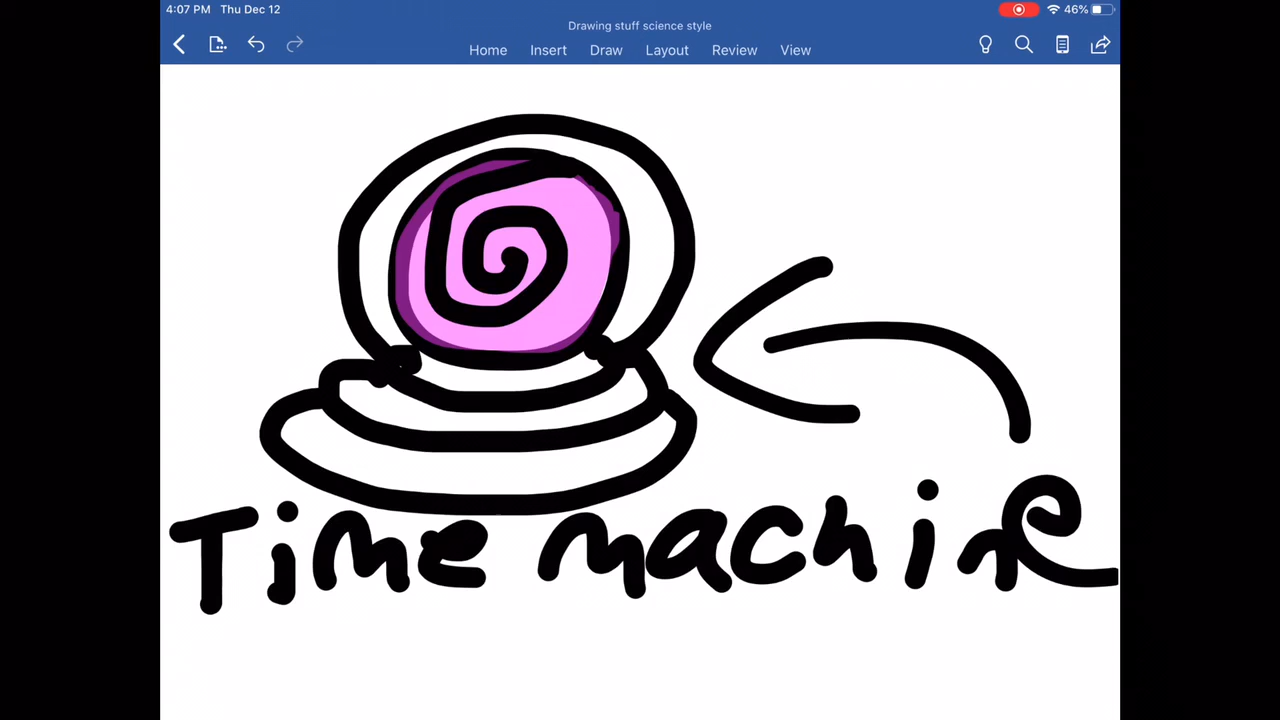 4:07 PM Thu Dec 12
46%
Drawing stuff science style
Home Insert Draw Layout Review View
Time machine